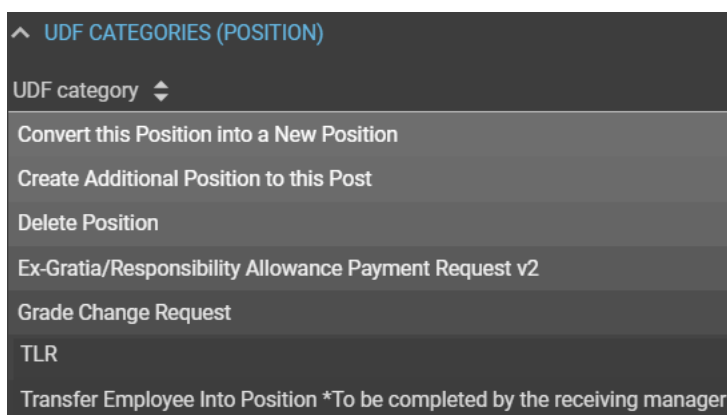 UDF CATEGORIES (POSITION)
UDF category
Convert this Position into a New Position
Create Additional Position to this Post
Delete Position
Ex-Gratia/Responsibility Allowance Payment Request v2
Grade Change Request
TLR
Transfer Employee Into Position *To be completed by the receiving manager